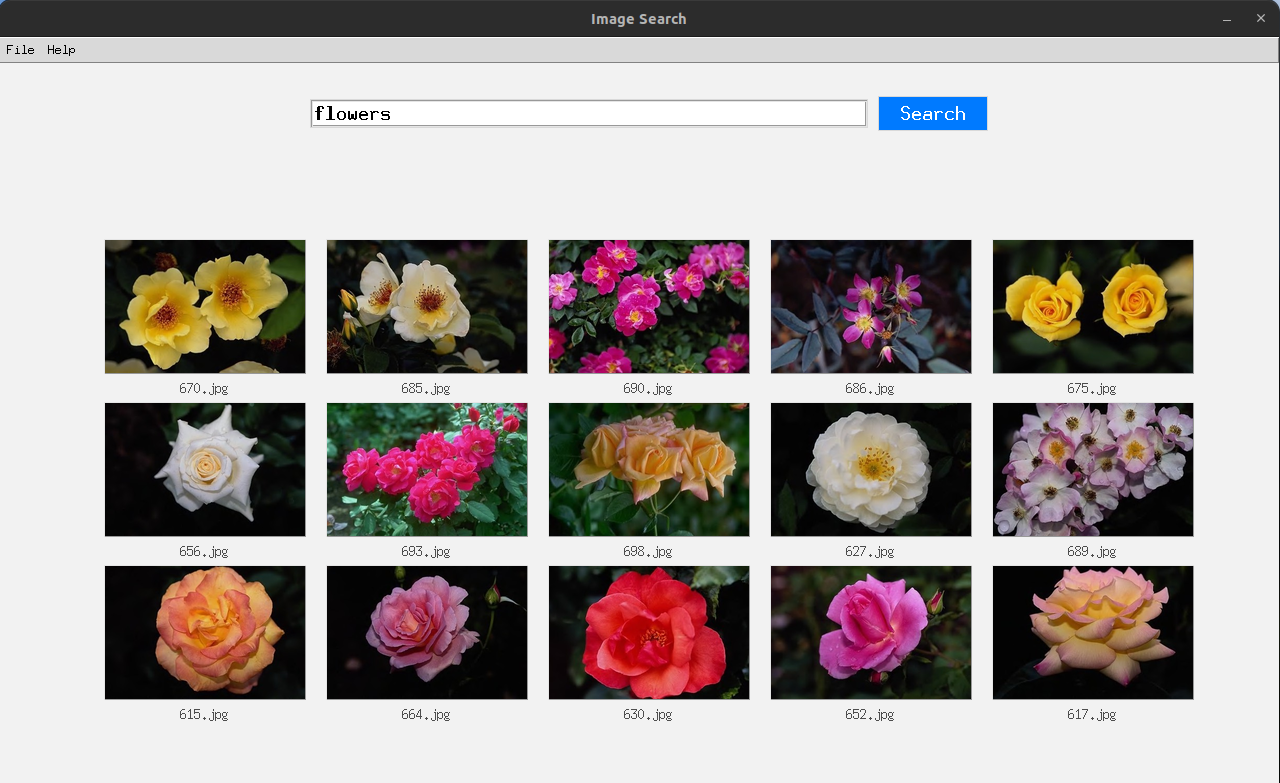 Image Search
File Help
flowers
Search
670.jpg 685.jpg 690.jpg 686.jpg 675.jpg
656.jpg 693.jpg 698.jpg 627.jpg 689.jpg
615.jpg 664.jpg 630.jpg 652.jpg 617.jpg